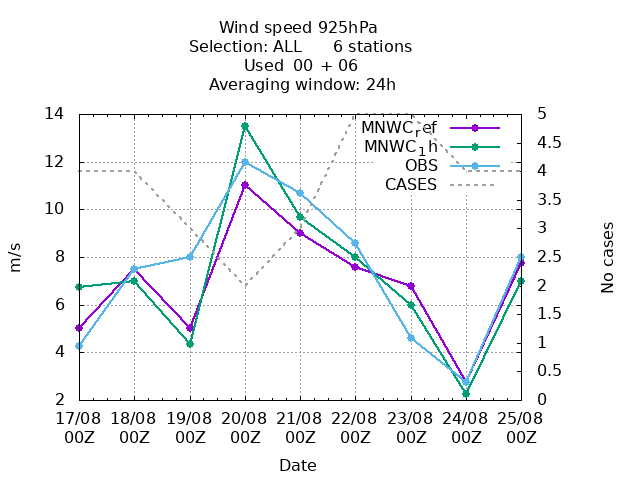 Wind speed 925hPa
Selection: ALL 6 stations
Used 00 + 06
Averaging window: 24h
14 5
MNWCref
4.5
MNWC1h
12 OBS 4
CASES
3.5
10
3
m/s 8 2.5 No cases
2
6
1.5
4 1
0.5
2 0
17/08 18/08 19/08 20/08 21/08 22/08 23/08 24/08 25/08
00Z 00Z 00Z 00Z 00Z 00Z 00Z 00Z 00Z
Date